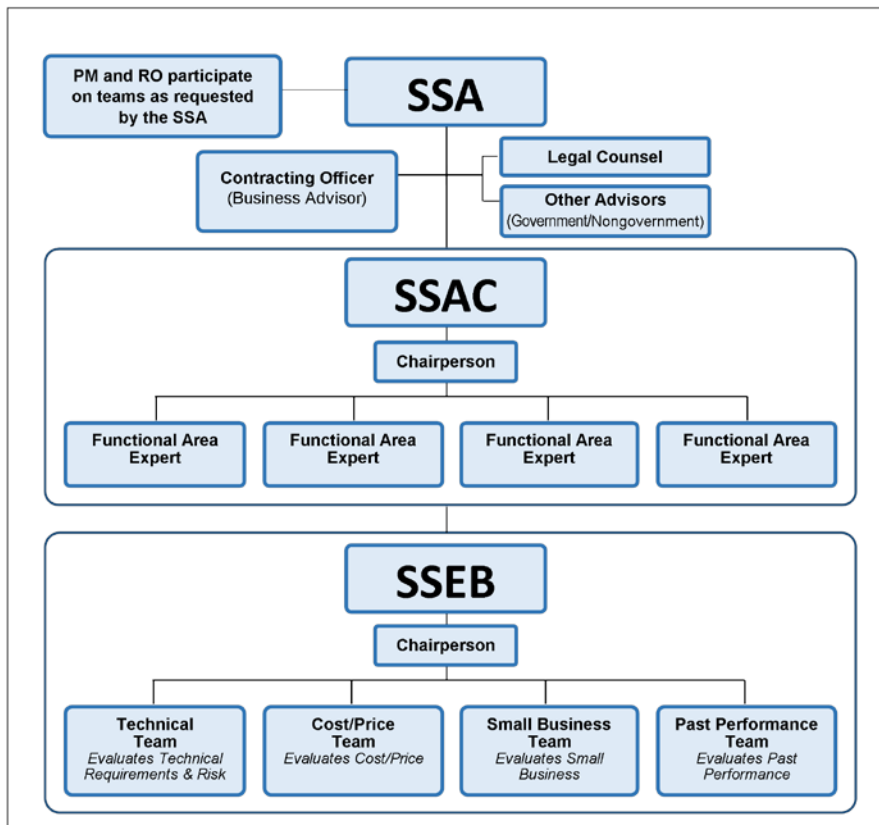 PM and RO participate
on teams as requested
by the SSA
SSA
Contracting Officer
(Business Advisor)
Legal Counsel
Other Advisors
(Government/Nongovernment)
SSAC
Chairperson
Functional Area
Expert
Functional Area
Expert
Functional Area
Expert
Functional Area
Expert
SSEB
Chairperson
Technical
Team
Evaluates Technical
Requirements & Risk
Cost/Price
Team
Evaluates Cost/Price
Small Business
Team
Evaluates Small
Business
Past Performance
Team
Evaluates Past
Performance